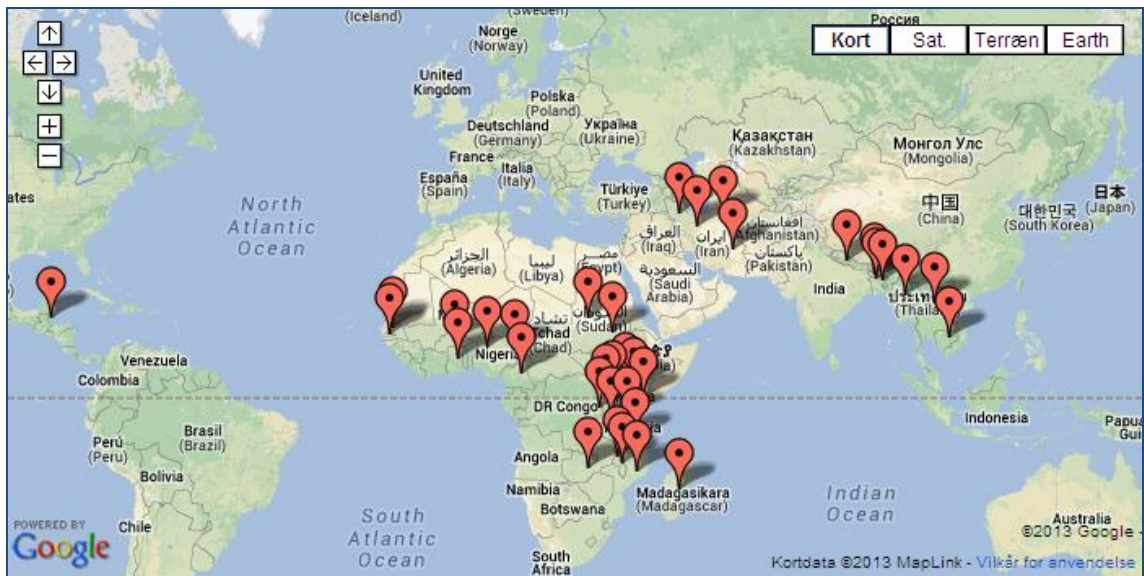 (Iceland)
(Sweden)
Россия
Kort
Sat.
Terræn
Earth
Norge
(Norway)
United
Kingdom
Polska
(Poland)
Deutschland
(Germany)
Україна
(Ukraine)
Қазақстан
(Kazakhstan)
Монгол Улс
(Mongolia)
France
Italia
(Italy)
España
(Spain)
Türkiye
(Turkey)
ates
North
Atlantic
Ocean
中国
(China)
日本
(Japan)
대한민국
(South Korea)
العراق
(Iraq)
ایران
(Iran)
افغانستان
Afghanistan)
پاکستان
(Pakistan)
الجزائر
(Algeria)
ليبيا
(Libya)
مصر
(Egypt)
السعودية
(Saudi
Arabia)
India
(Thaila
(Sudan)
تشاد
Tchad
(Chad)
Nigeria
Venezuela
Colombia
DR Congo
Indonesia
Papua
Gui
Perú
(Peru)
Brasil
(Brazil)
Bolivia
Angola
Namibia
Botswana
Madagasikara
(Madagascar)
Indian
Ocean
Chile
South
Atlantic
Ocean
South
Africa
Australia
POWERED BY
Google
©2013 Google -
Kortdata ©2013 MapLink - Vilkår for anvendelse